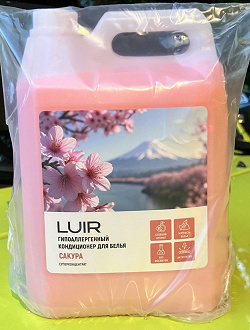 LUIR
ГИПОАЛЛЕРГЕННЫЙ
КОНДИЦИОНЕР ДЛЯ БЕЛЬЯ
САКУРА
СУПЕРКОНЦЕНТРАТ